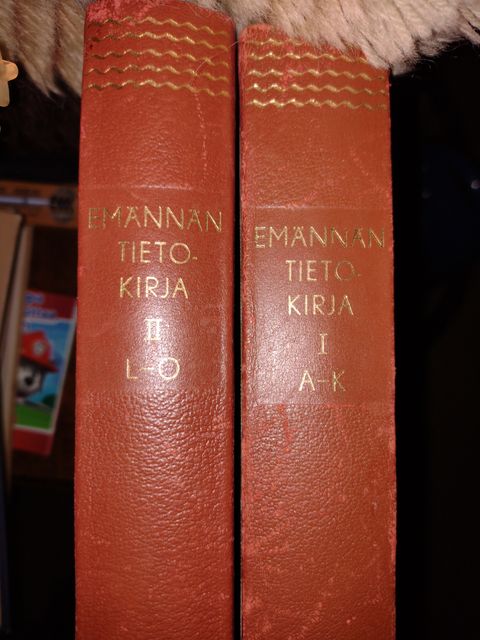 EMÄNNÄN
TIETO-
KIRJA
II
L-O
EMÄNNÄN
TIETO-
KIRJA
I
A-K